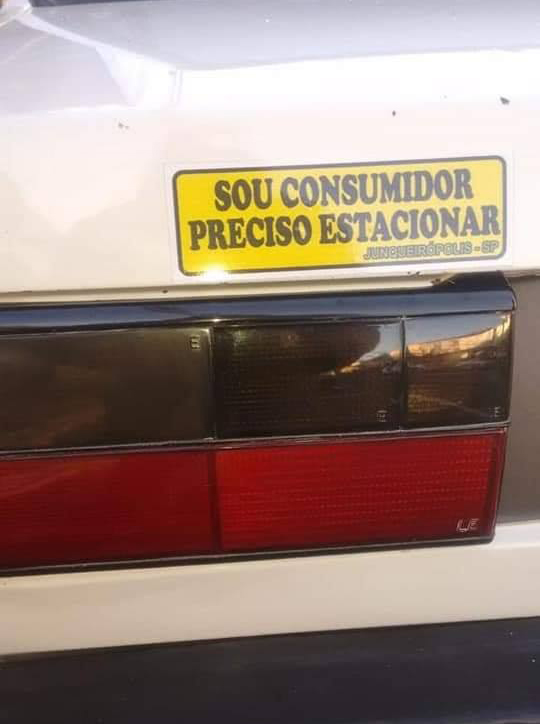 SOU CONSUMIDOR
PRECISO ESTACIONAR
JUNQUEIRÓPOLIS - SP